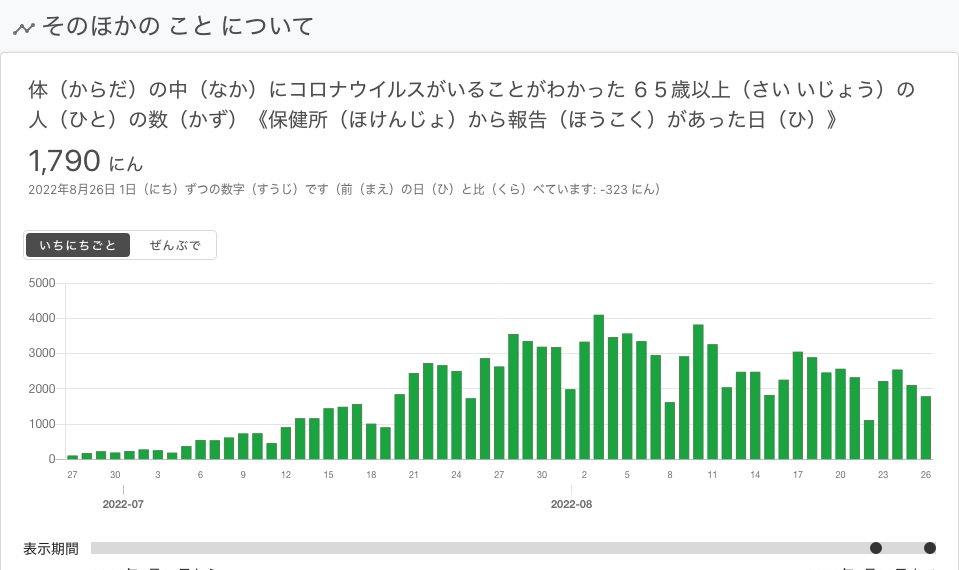 そのほかの こと について
体（からだ）の中（なか）にコロナウイルスがいることがわかった ６５歳以上（さい いじょう）の
人（ひと）の数（かず）《保健所（ほけんじょ）から報告（ほうこく）があった日（ひ）》
1,790 にん
2022年8月26日 1日（にち）ずつの数字（すうじ）です（前（まえ）の日（ひ）と比（くら）べています: -323 にん）
いちにちごと ぜんぶで
5000
4000
3000
2000
1000
0
27 30 3 6 9 12 15 18 21 24 27 30 2 5 8 11 14 17 20 23 26
2022-07 2022-08
表示期間